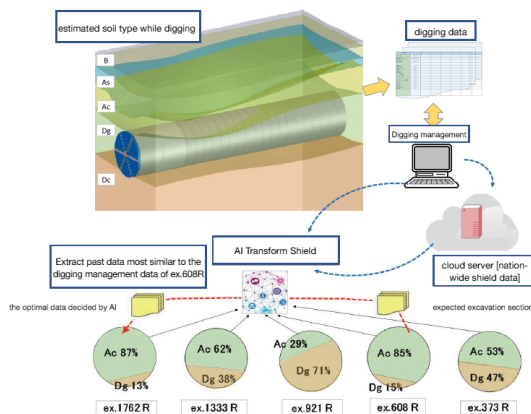 estimated soil type while digging
digging data
B
As
Ac
Dg
Dc
Digging management
AI Transform Shield
Extract past data most similar to the
digging management data of ex.608R
cloud server [nation-
wide shield data]
the optimal data decided by AI
expected excavation section
Ac 87%
Dg 13%
Ac 62%
Dg 38%
Ac 29%
Dg 71%
Ac 85%
Dg 15%
Ac 53%
Dg 47%
ex.1762 R
ex.1333 R
ex.921 R
ex.608 R
ex.373 R